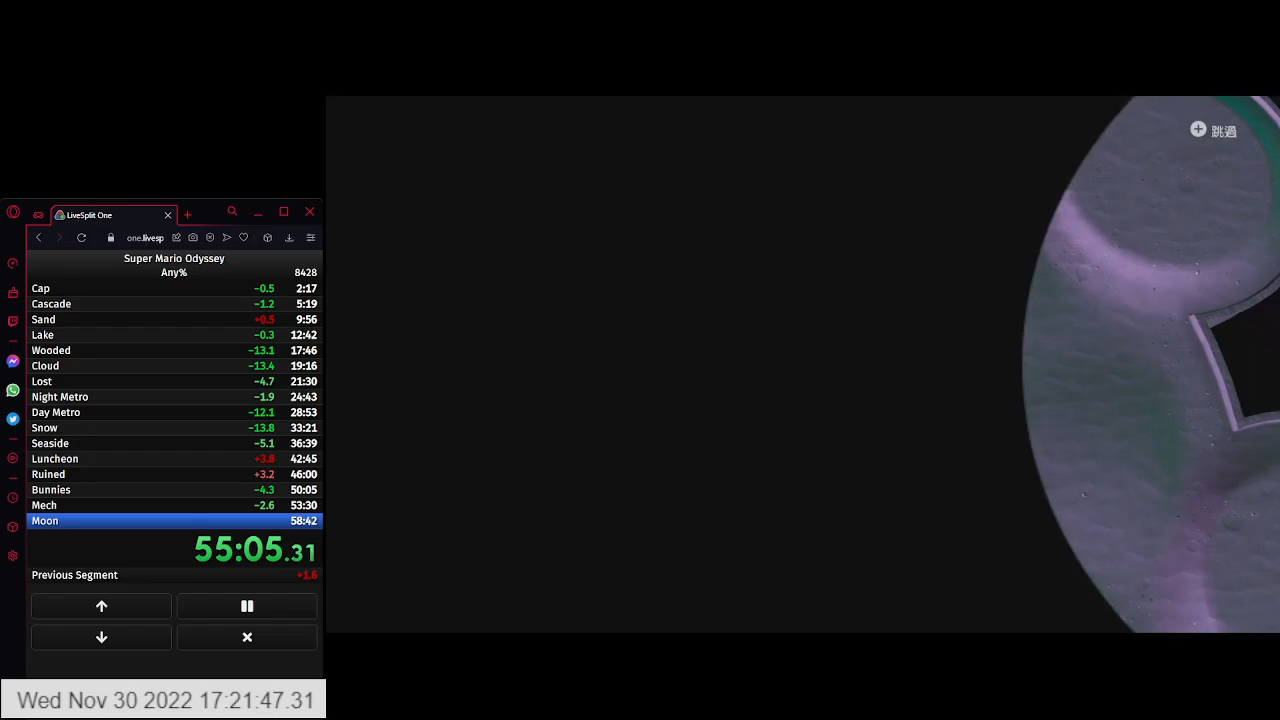 LiveSplit One
one.livesp
Super Mario Odyssey
Any% 8428
Cap −0.5 2:17
Cascade −1.2 5:19
Sand +0.5 9:56
Lake −0.3 12:42
Wooded −13.1 17:46
Cloud −13.4 19:16
Lost −4.7 21:30
Night Metro −1.9 24:43
Day Metro −12.1 28:53
Snow −13.8 33:21
Seaside −5.1 36:39
Luncheon +3.8 42:45
Ruined +3.2 46:00
Bunnies −4.3 50:05
Mech −2.6 53:30
Moon 58:42
55:05.31
Previous Segment +1.6
Wed Nov 30 2022 17:21:47.31
跳過